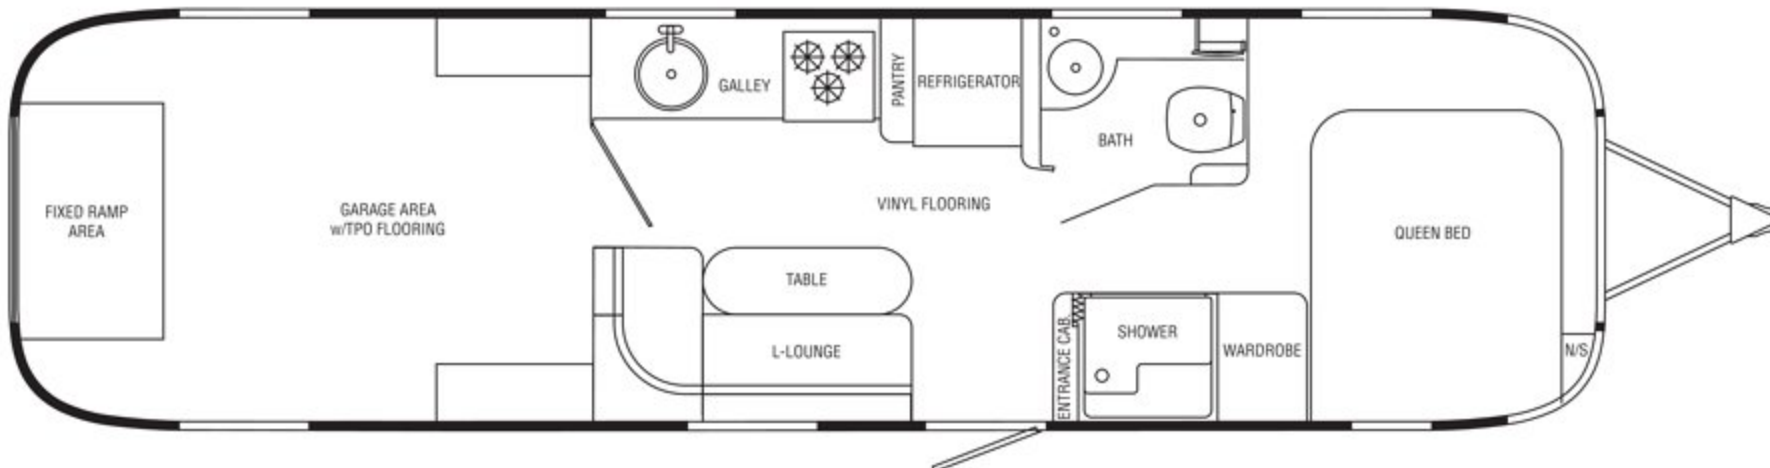 FIXED RAMP
AREA
GARAGE AREA
w/TPO FLOORING
GALLEY
PANTRY
REFRIGERATOR
BATH
VINYL FLOORING
TABLE
L-LOUNGE
ENTRANCE CAB.
SHOWER
WARDROBE
QUEEN BED
N/S